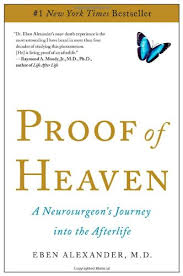 #1 New York Times Bestseller
"Dr. Eben Alexander's near-death experience is the
most astounding I have heard in more than four
decades of studying this phenomenon. . . .
[He] is living proof of an afterlife."
—Raymond A. Moody, Jr., M.D., Ph.D.,
author of Life After Life
PROOF of
HEAVEN
A Neurosurgeon's Journey
into the Afterlife
EBEN ALEXANDER, M.D.